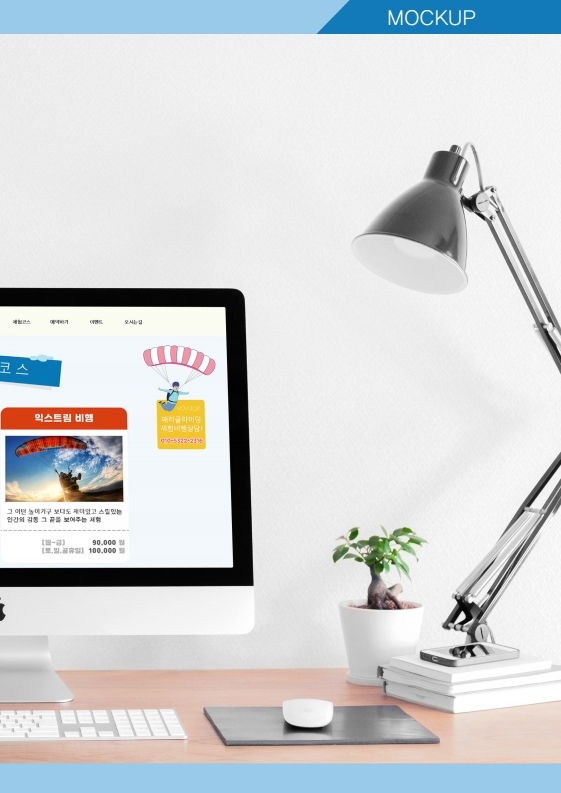 MOCKUP
체험코스 예약하기 이벤트 오시는길
코스
익스트림 비행
패러글라이딩
체험비행상담!
010-5322-2316
그 어떤 놀이기구 보다도 재미있고 스릴있는
인간의 감동 그 끝을 보여주는 체험
[월~금] 90,000 원
[토,일,공휴일] 100,000 원